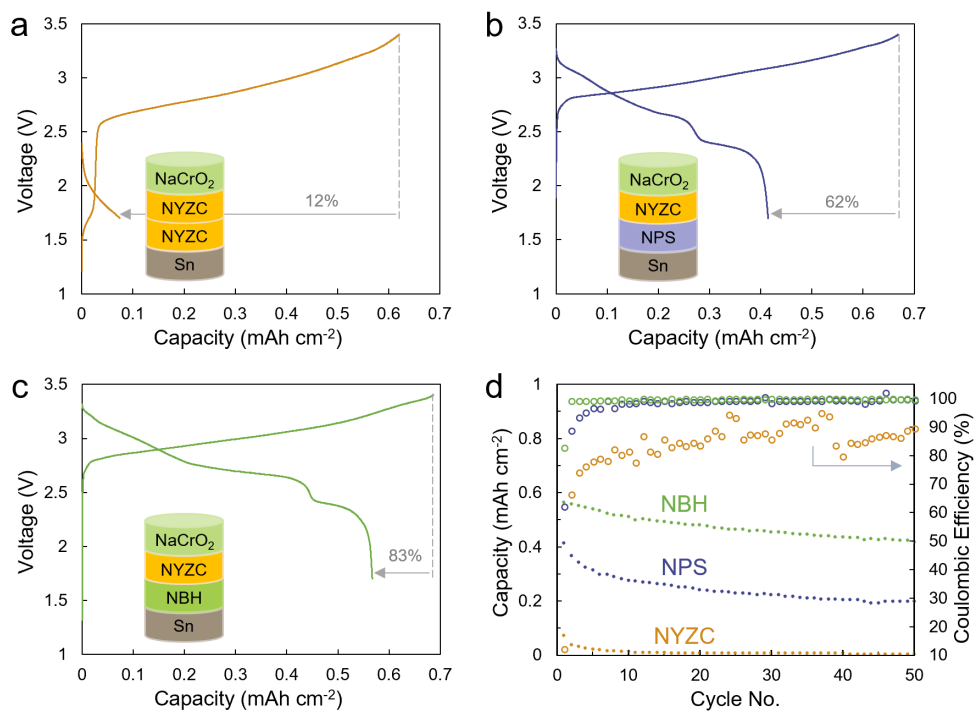 a
3.5
3
2.5
2
1.5
1
Voltage (V)
NaCrO₂
NYZC
NYZC
Sn
12%
0 0.1 0.2 0.3 0.4 0.5 0.6 0.7
Capacity (mAh cm⁻²)
b
3.5
3
2.5
2
1.5
1
Voltage (V)
NaCrO₂
NYZC
NPS
Sn
62%
0 0.1 0.2 0.3 0.4 0.5 0.6 0.7
Capacity (mAh cm⁻²)
c
3.5
3
2.5
2
1.5
1
Voltage (V)
NaCrO₂
NYZC
NBH
Sn
83%
0 0.1 0.2 0.3 0.4 0.5 0.6 0.7
Capacity (mAh cm⁻²)
d
1
0.8
0.6
0.4
0.2
0
Capacity (mAh cm⁻²)
NBH
NPS
NYZC
100
90
80
70
60
50
40
30
20
10
Coulombic Efficiency (%)
0 10 20 30 40 50
Cycle No.